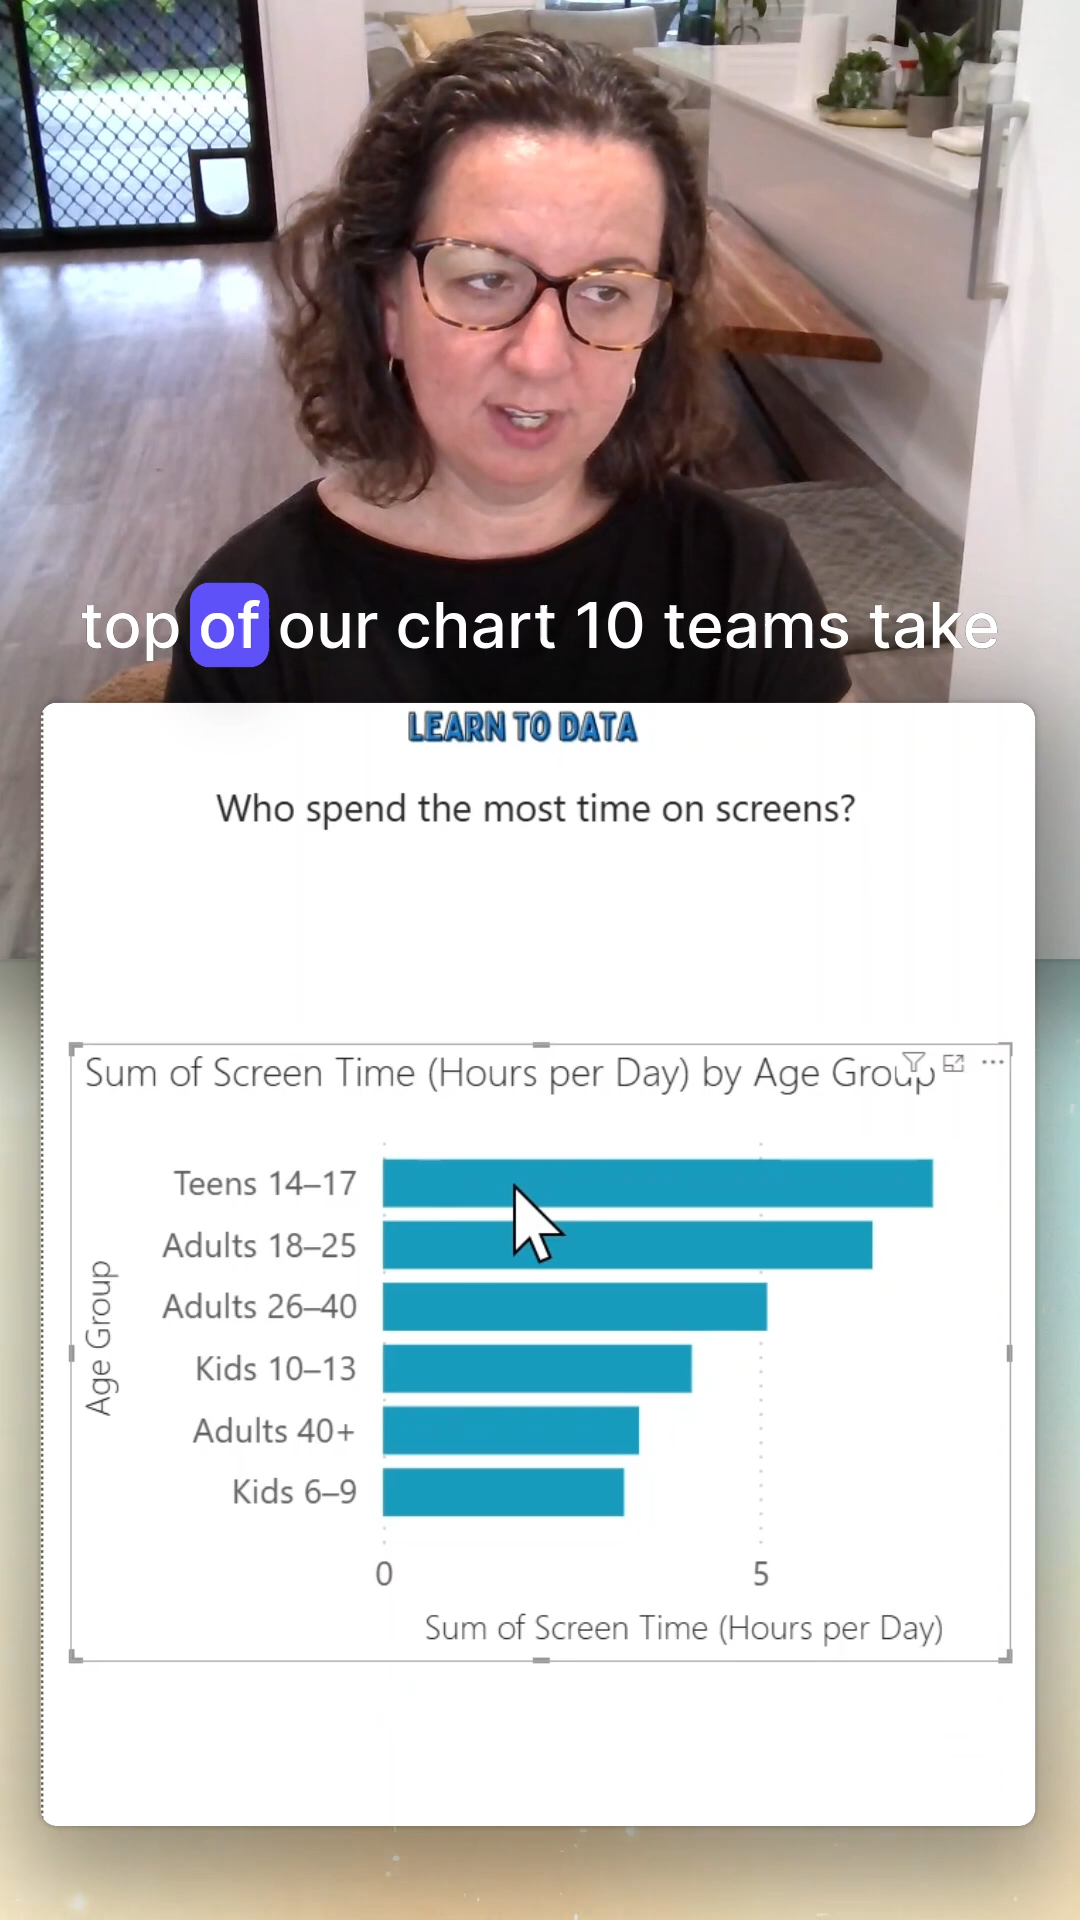 top of our chart 10 teams take
LEARN TO DATA
Who spend the most time on screens?
Sum of Screen Time (Hours per Day) by Age Group
Age Group
Teens 14–17
Adults 18–25
Adults 26–40
Kids 10–13
Adults 40+
Kids 6–9
0 5
Sum of Screen Time (Hours per Day)